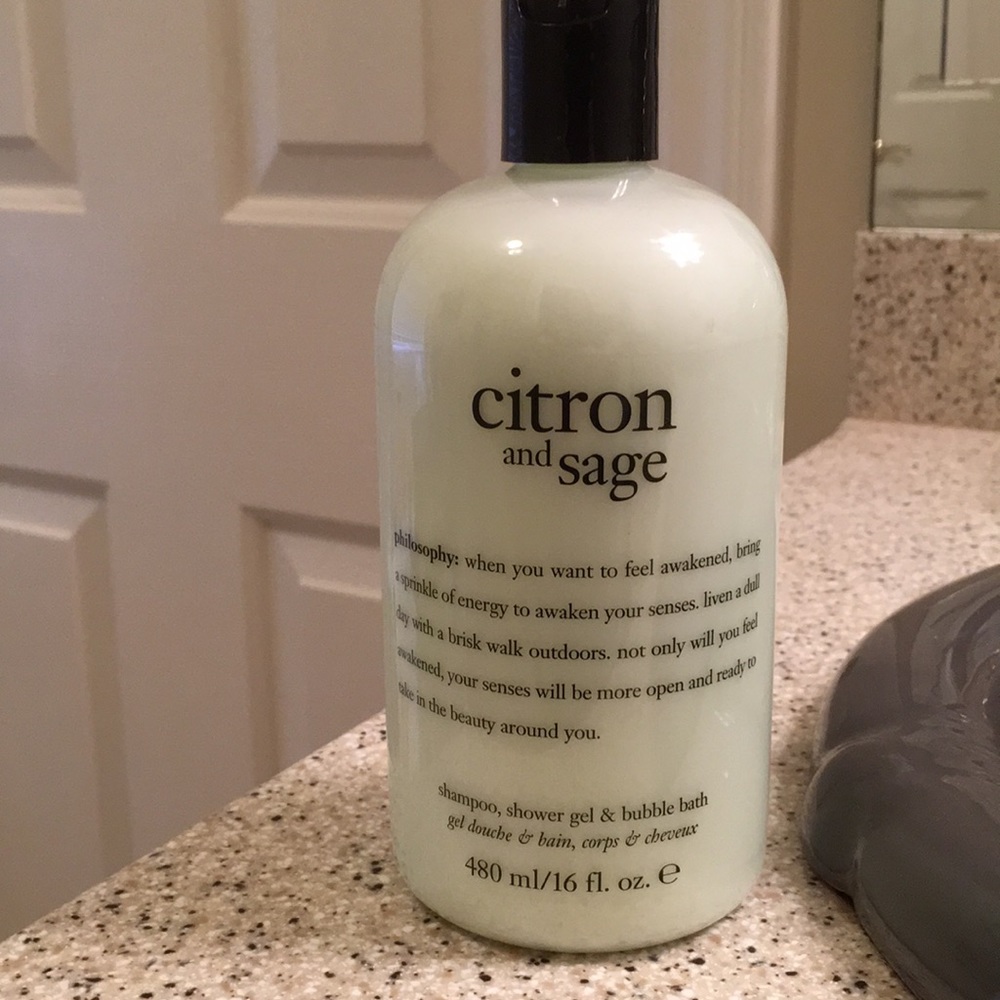 citron
and sage
philosophy: when you want to feel awakened, bring
a sprinkle of energy to awaken your senses. liven a dull
day with a brisk walk outdoors. not only will you feel
awakened, your senses will be more open and ready to
take in the beauty around you.
shampoo, shower gel & bubble bath
gel douche & bain, corps & cheveux
480 ml/16 fl. oz. ℮